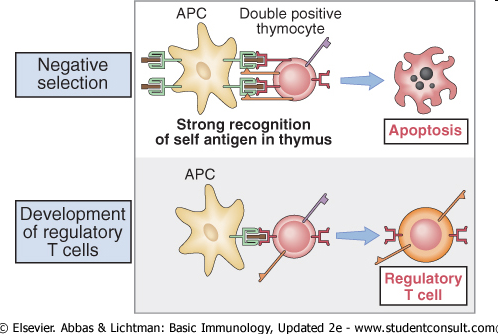 APC
Double positive
thymocyte
Negative
selection
Strong recognition
of self antigen in thymus
Apoptosis
APC
Development
of regulatory
T cells
Regulatory
T cell
© Elsevier. Abbas & Lichtman: Basic Immunology, Updated 2e - www.studentconsult.com